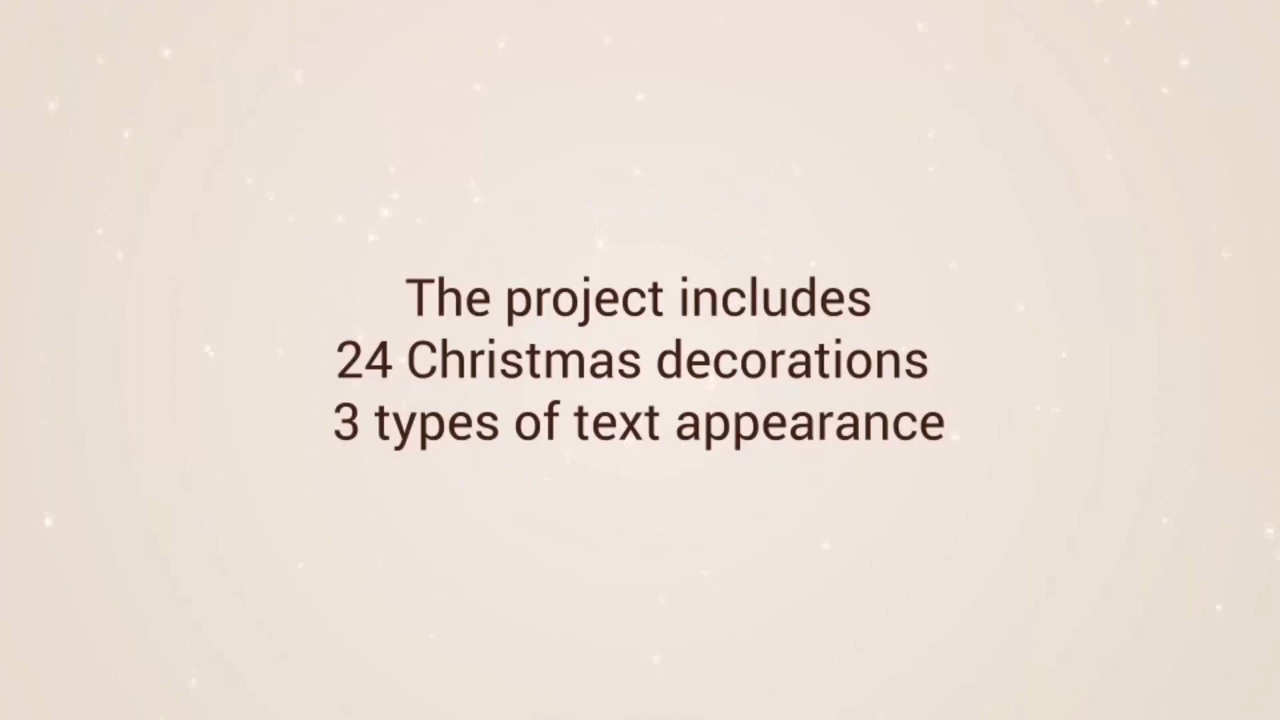 The project includes
24 Christmas decorations
3 types of text appearance